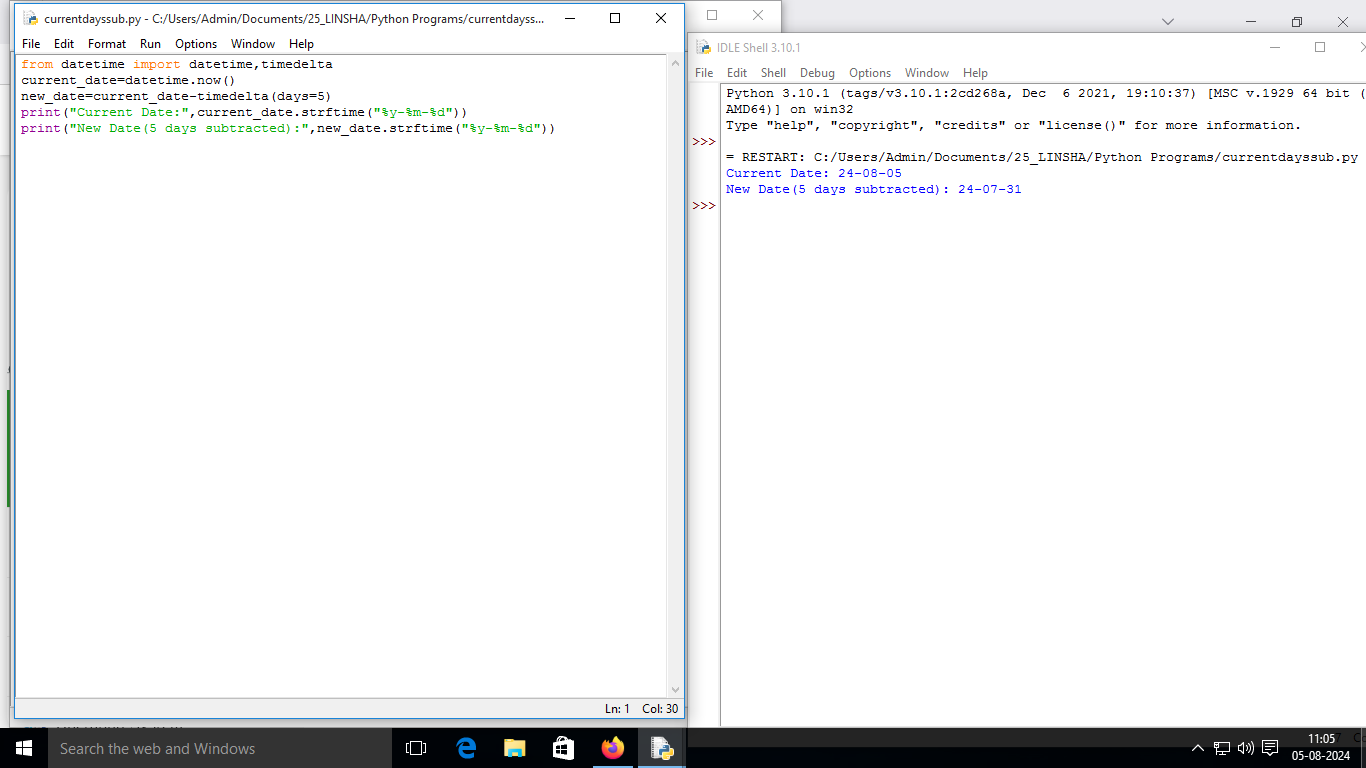 currentdayssub.py - C:/Users/Admin/Documents/25_LINSHA/Python Programs/currentdayss...
File Edit Format Run Options Window Help
from datetime import datetime,timedelta
current_date=datetime.now()
new_date=current_date-timedelta(days=5)
print("Current Date:",current_date.strftime("%y-%m-%d"))
print("New Date(5 days subtracted):",new_date.strftime("%y-%m-%d"))
Ln: 1 Col: 30
IDLE Shell 3.10.1
File Edit Shell Debug Options Window Help
Python 3.10.1 (tags/v3.10.1:2cd268a, Dec  6 2021, 19:10:37) [MSC v.1929 64 bit (
AMD64)] on win32
Type "help", "copyright", "credits" or "license()" for more information.
>>>
= RESTART: C:/Users/Admin/Documents/25_LINSHA/Python Programs/currentdayssub.py
Current Date: 24-08-05
New Date(5 days subtracted): 24-07-31
>>>
Search the web and Windows
11:05
05-08-2024